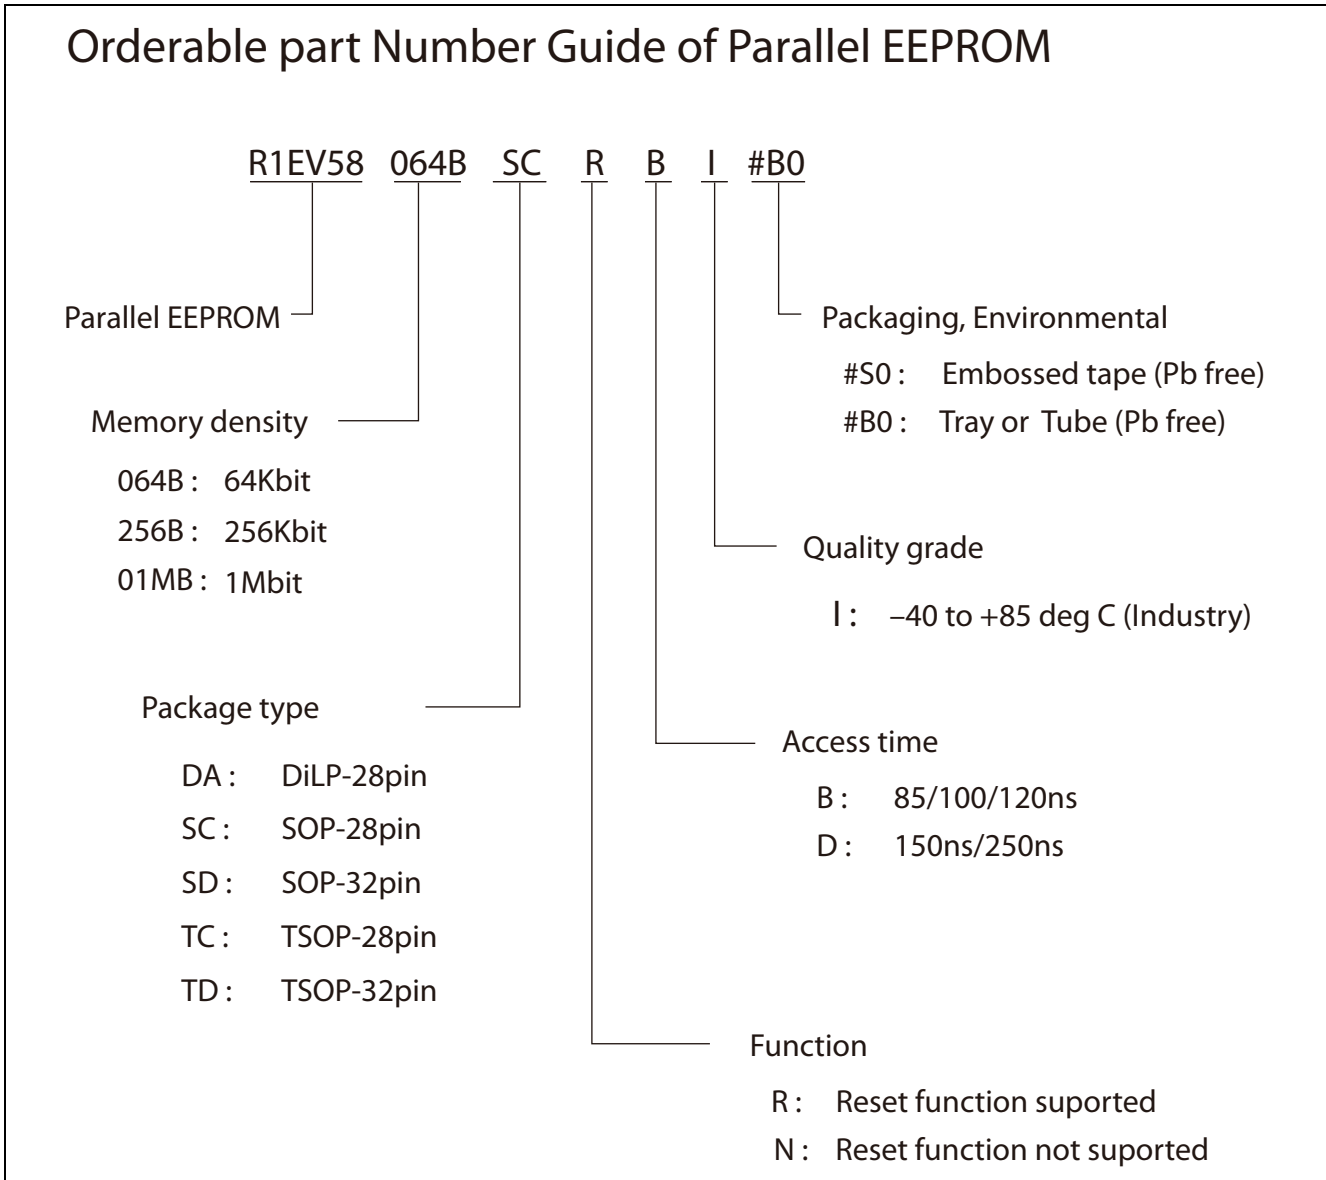 Orderable part Number Guide of Parallel EEPROM
R1EV58 064B SC R B I #B0
Parallel EEPROM
Memory density
064B : 64Kbit
256B : 256Kbit
01MB : 1Mbit
Package type
DA : DiLP-28pin
SC : SOP-28pin
SD : SOP-32pin
TC : TSOP-28pin
TD : TSOP-32pin
Packaging, Environmental
#S0 : Embossed tape (Pb free)
#B0 : Tray or Tube (Pb free)
Quality grade
I : –40 to +85 deg C (Industry)
Access time
B : 85/100/120ns
D : 150ns/250ns
Function
R : Reset function suported
N : Reset function not suported